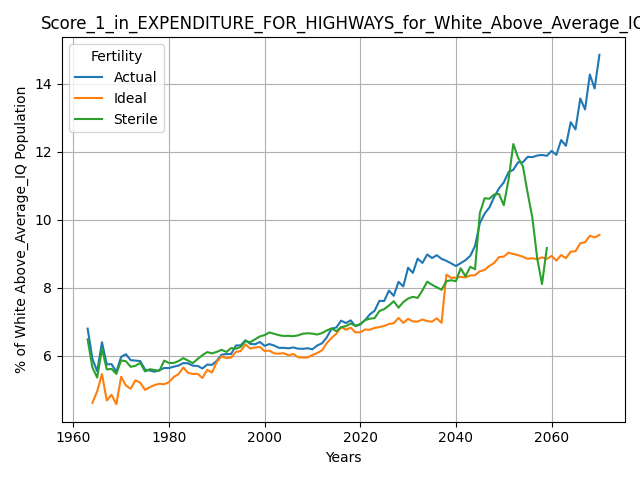 Score_1_in_EXPENDITURE_FOR_HIGHWAYS_for_White_Above_Average_IQ
Fertility
Actual
Ideal
Sterile
% of White Above_Average_IQ Population
14
12
10
8
6
1960 1980 2000 2020 2040 2060
Years